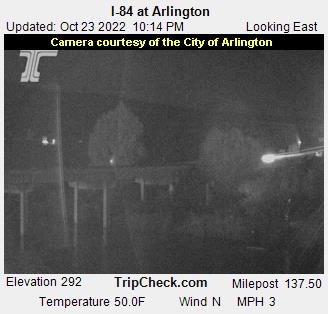 I-84 at Arlington
Updated: Oct 23 2022 10:14 PM Looking East
Camera courtesy of the City of Arlington
Elevation 292 TripCheck.com Milepost 137.50
Temperature 50.0F Wind N MPH 3